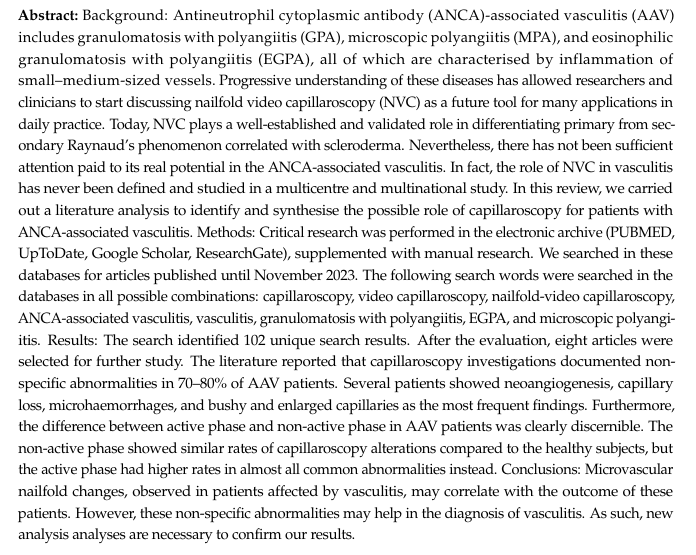 Abstract: Background: Antineutrophil cytoplasmic antibody (ANCA)-associated vasculitis (AAV)
includes granulomatosis with polyangiitis (GPA), microscopic polyangiitis (MPA), and eosinophilic
granulomatosis with polyangiitis (EGPA), all of which are characterised by inflammation of
small–medium-sized vessels. Progressive understanding of these diseases has allowed researchers and
clinicians to start discussing nailfold video capillaroscopy (NVC) as a future tool for many applications in
daily practice. Today, NVC plays a well-established and validated role in differentiating primary from sec-
ondary Raynaud's phenomenon correlated with scleroderma. Nevertheless, there has not been sufficient
attention paid to its real potential in the ANCA-associated vasculitis. In fact, the role of NVC in vasculitis
has never been defined and studied in a multicentre and multinational study. In this review, we carried
out a literature analysis to identify and synthesise the possible role of capillaroscopy for patients with
ANCA-associated vasculitis. Methods: Critical research was performed in the electronic archive (PUBMED,
UpToDate, Google Scholar, ResearchGate), supplemented with manual research. We searched in these
databases for articles published until November 2023. The following search words were searched in the
databases in all possible combinations: capillaroscopy, video capillaroscopy, nailfold-video capillaroscopy,
ANCA-associated vasculitis, vasculitis, granulomatosis with polyangiitis, EGPA, and microscopic polyangi-
itis. Results: The search identified 102 unique search results. After the evaluation, eight articles were
selected for further study. The literature reported that capillaroscopy investigations documented non-
specific abnormalities in 70–80% of AAV patients. Several patients showed neoangiogenesis, capillary
loss, microhaemorrhages, and bushy and enlarged capillaries as the most frequent findings. Furthermore,
the difference between active phase and non-active phase in AAV patients was clearly discernible. The
non-active phase showed similar rates of capillaroscopy alterations compared to the healthy subjects, but
the active phase had higher rates in almost all common abnormalities instead. Conclusions: Microvascular
nailfold changes, observed in patients affected by vasculitis, may correlate with the outcome of these
patients. However, these non-specific abnormalities may help in the diagnosis of vasculitis. As such, new
analysis analyses are necessary to confirm our results.